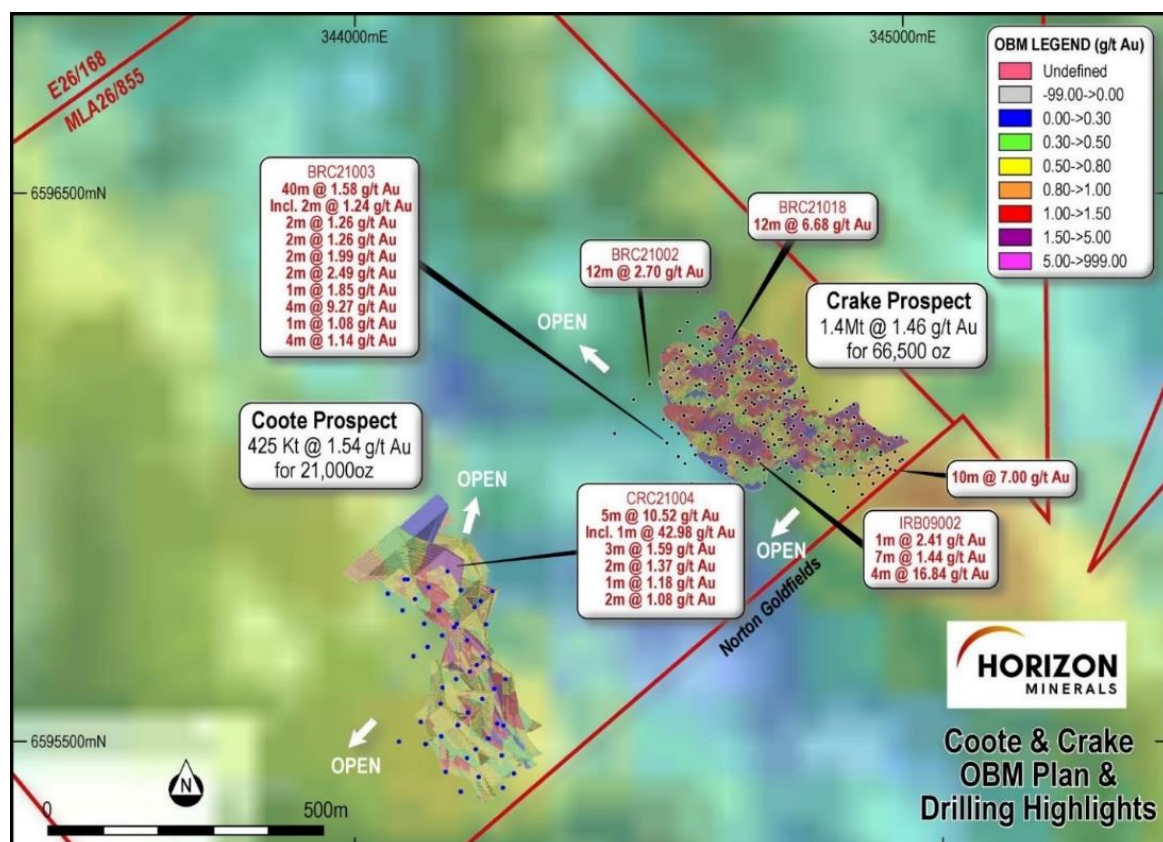 344000mE
345000mE
E26/168
MLA26/855
OBM LEGEND (g/t Au)
Undefined
-99.00->0.00
0.00->0.30
0.30->0.50
0.50->0.80
0.80->1.00
1.00->1.50
1.50->5.00
5.00->999.00
6596500mN
BRC21003
40m @ 1.58 g/t Au
Incl. 2m @ 1.24 g/t Au
2m @ 1.26 g/t Au
2m @ 1.26 g/t Au
2m @ 1.99 g/t Au
2m @ 2.49 g/t Au
1m @ 1.85 g/t Au
4m @ 9.27 g/t Au
1m @ 1.08 g/t Au
4m @ 1.14 g/t Au
BRC21018
12m @ 6.68 g/t Au
BRC21002
12m @ 2.70 g/t Au
OPEN
Crake Prospect
1.4Mt @ 1.46 g/t Au
for 66,500 oz
Coote Prospect
425 Kt @ 1.54 g/t Au
for 21,000oz
OPEN
10m @ 7.00 g/t Au
CRC21004
5m @ 10.52 g/t Au
Incl. 1m @ 42.98 g/t Au
3m @ 1.59 g/t Au
2m @ 1.37 g/t Au
1m @ 1.18 g/t Au
2m @ 1.08 g/t Au
OPEN
IRB09002
1m @ 2.41 g/t Au
7m @ 1.44 g/t Au
4m @ 16.84 g/t Au
Norton Goldfields
HORIZON
MINERALS
6595500mN
OPEN
Coote & Crake
OBM Plan &
Drilling Highlights
N
0
500m